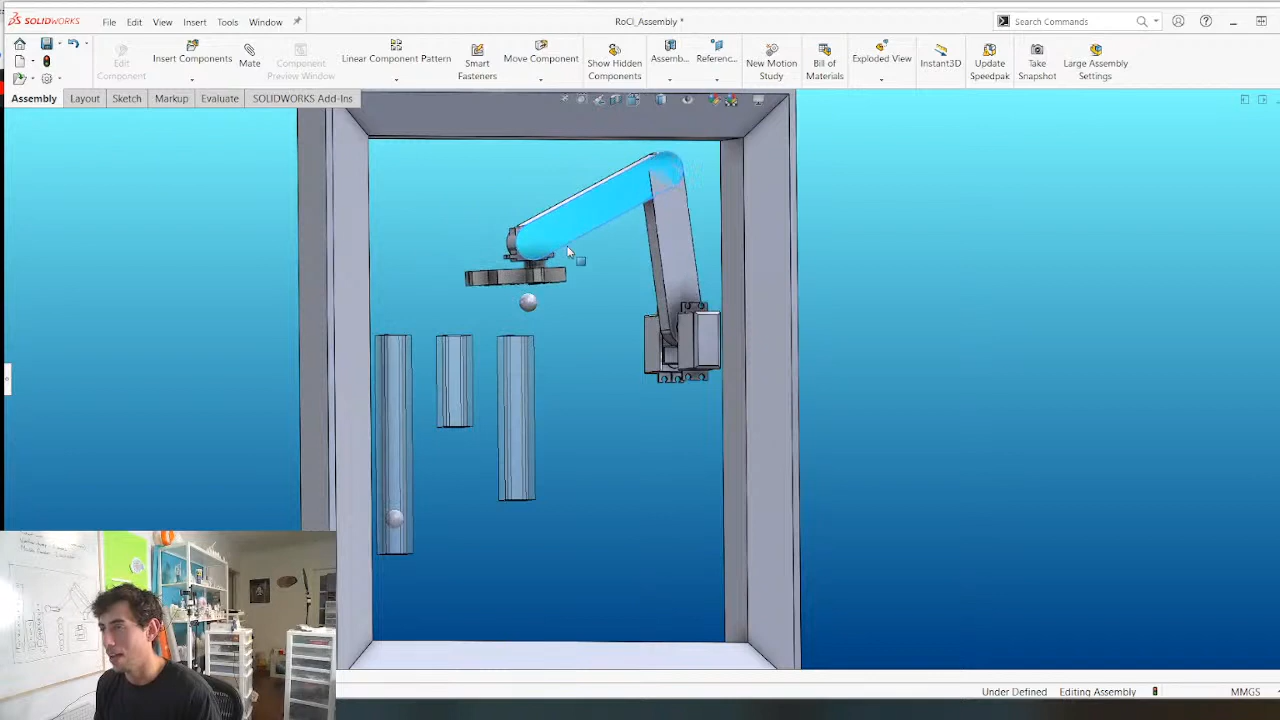 SOLIDWORKS File Edit View Insert Tools Window RoCI_Assembly * Search Commands
Edit Component
Insert Components
Mate
Component Preview Window
Linear Component Pattern
Smart Fasteners
Move Component
Show Hidden Components
Assemb...
Referenc...
New Motion Study
Bill of Materials
Exploded View
Instant3D
Update Speedpak
Take Snapshot
Large Assembly Settings
Assembly Layout Sketch Markup Evaluate SOLIDWORKS Add-Ins
Under Defined Editing Assembly MMGS